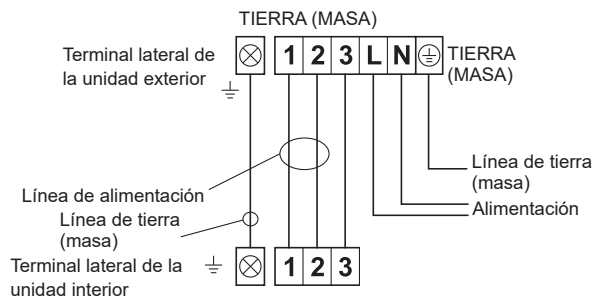 TIERRA (MASA)
Terminal lateral de
la unidad exterior
1 2 3 L N
TIERRA
(MASA)
Línea de tierra
(masa)
Alimentación
Línea de alimentación
Línea de tierra
(masa)
Terminal lateral de la
unidad interior
1 2 3